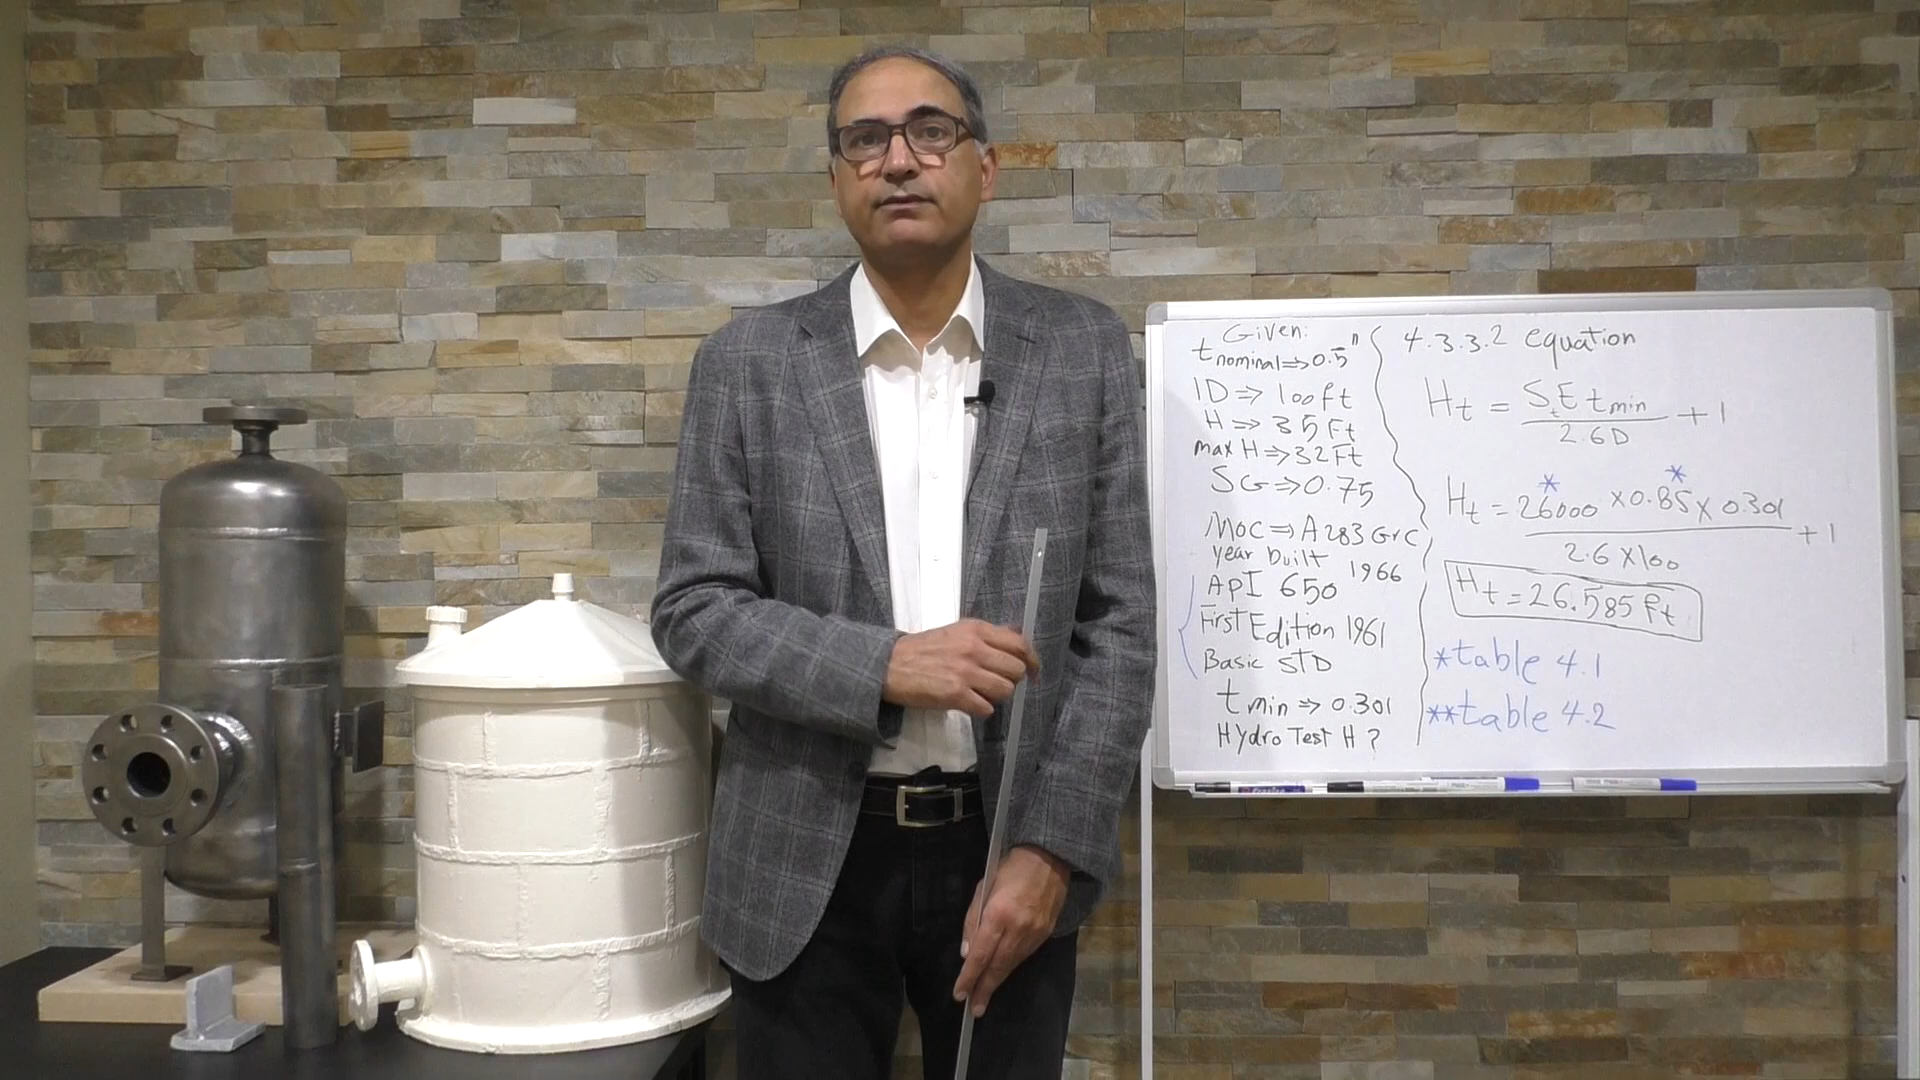 Given:
t nominal ⇒ 0.5"
ID ⇒ 100ft
H ⇒ 35 Ft
max H ⇒ 32 Ft
SG ⇒ 0.75
MOC ⇒ A283 Gr C
year built 1966
API 650
First Edition 1961
Basic STD
t min ⇒ 0.301
Hydro Test H?
4.3.3.2 equation
Ht = St E tmin / 2.6D + 1
* *
Ht = 26000 × 0.85 × 0.301 / 2.6 × 100 + 1
Ht = 26.585 ft
*table 4.1
**table 4.2